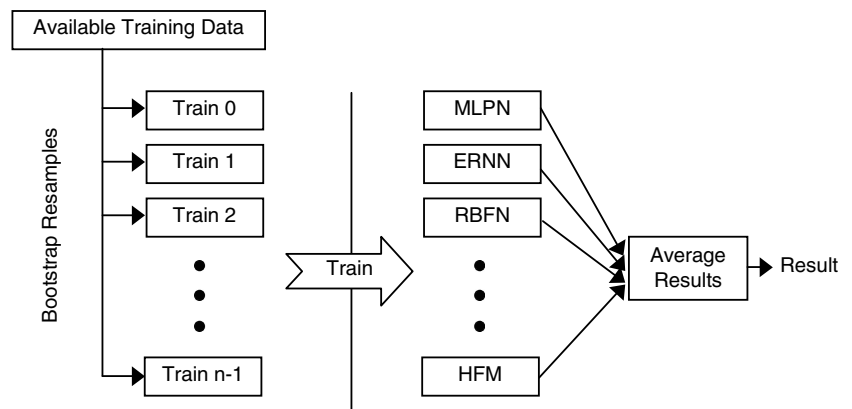 Available Training Data
Bootstrap Resamples
Train 0
Train 1
Train 2
Train n-1
Train
MLPN
ERNN
RBFN
HFM
Average
Results
Result